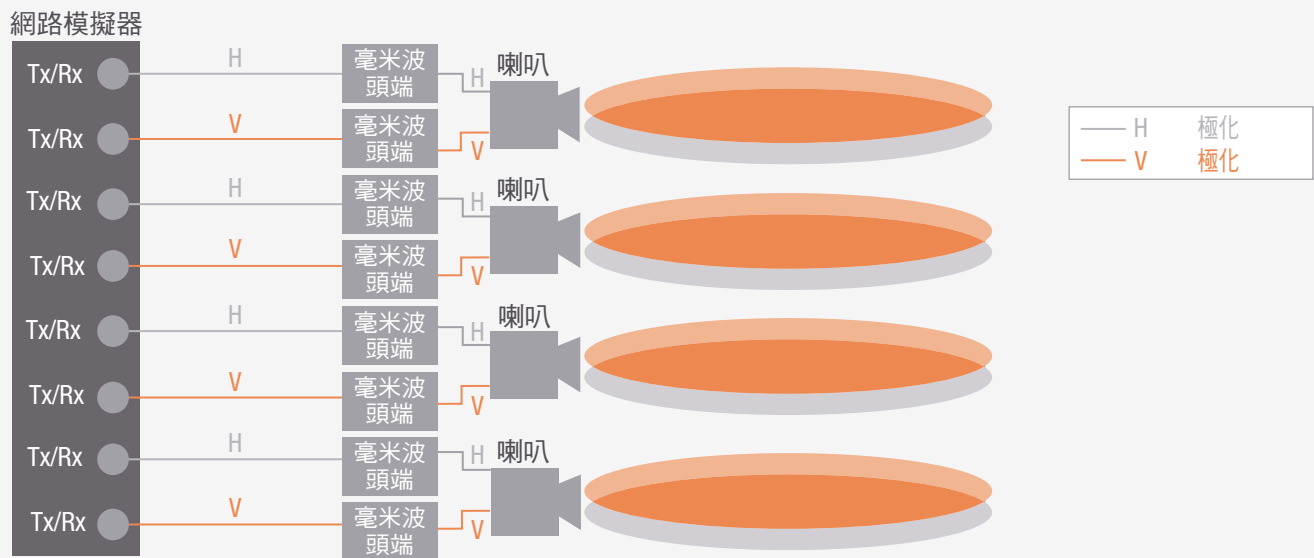 網路模擬器
Tx/Rx H 毫米波頭端 H 喇叭
Tx/Rx V 毫米波頭端 V
Tx/Rx H 毫米波頭端 H 喇叭
Tx/Rx V 毫米波頭端 V
Tx/Rx H 毫米波頭端 H 喇叭
Tx/Rx V 毫米波頭端 V
Tx/Rx H 毫米波頭端 H 喇叭
Tx/Rx V 毫米波頭端 V
H 極化
V 極化